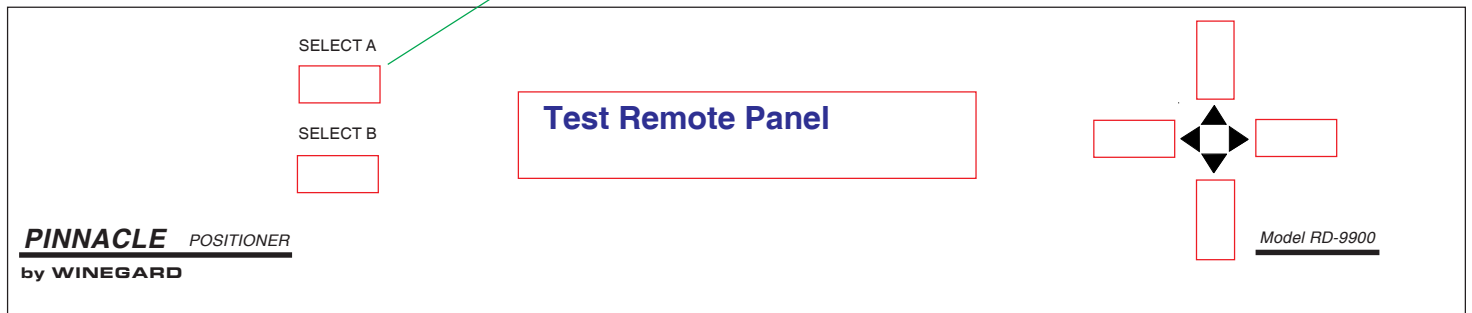 SELECT A
SELECT B
Test Remote Panel
PINNACLE POSITIONER
by WINEGARD
Model RD-9900